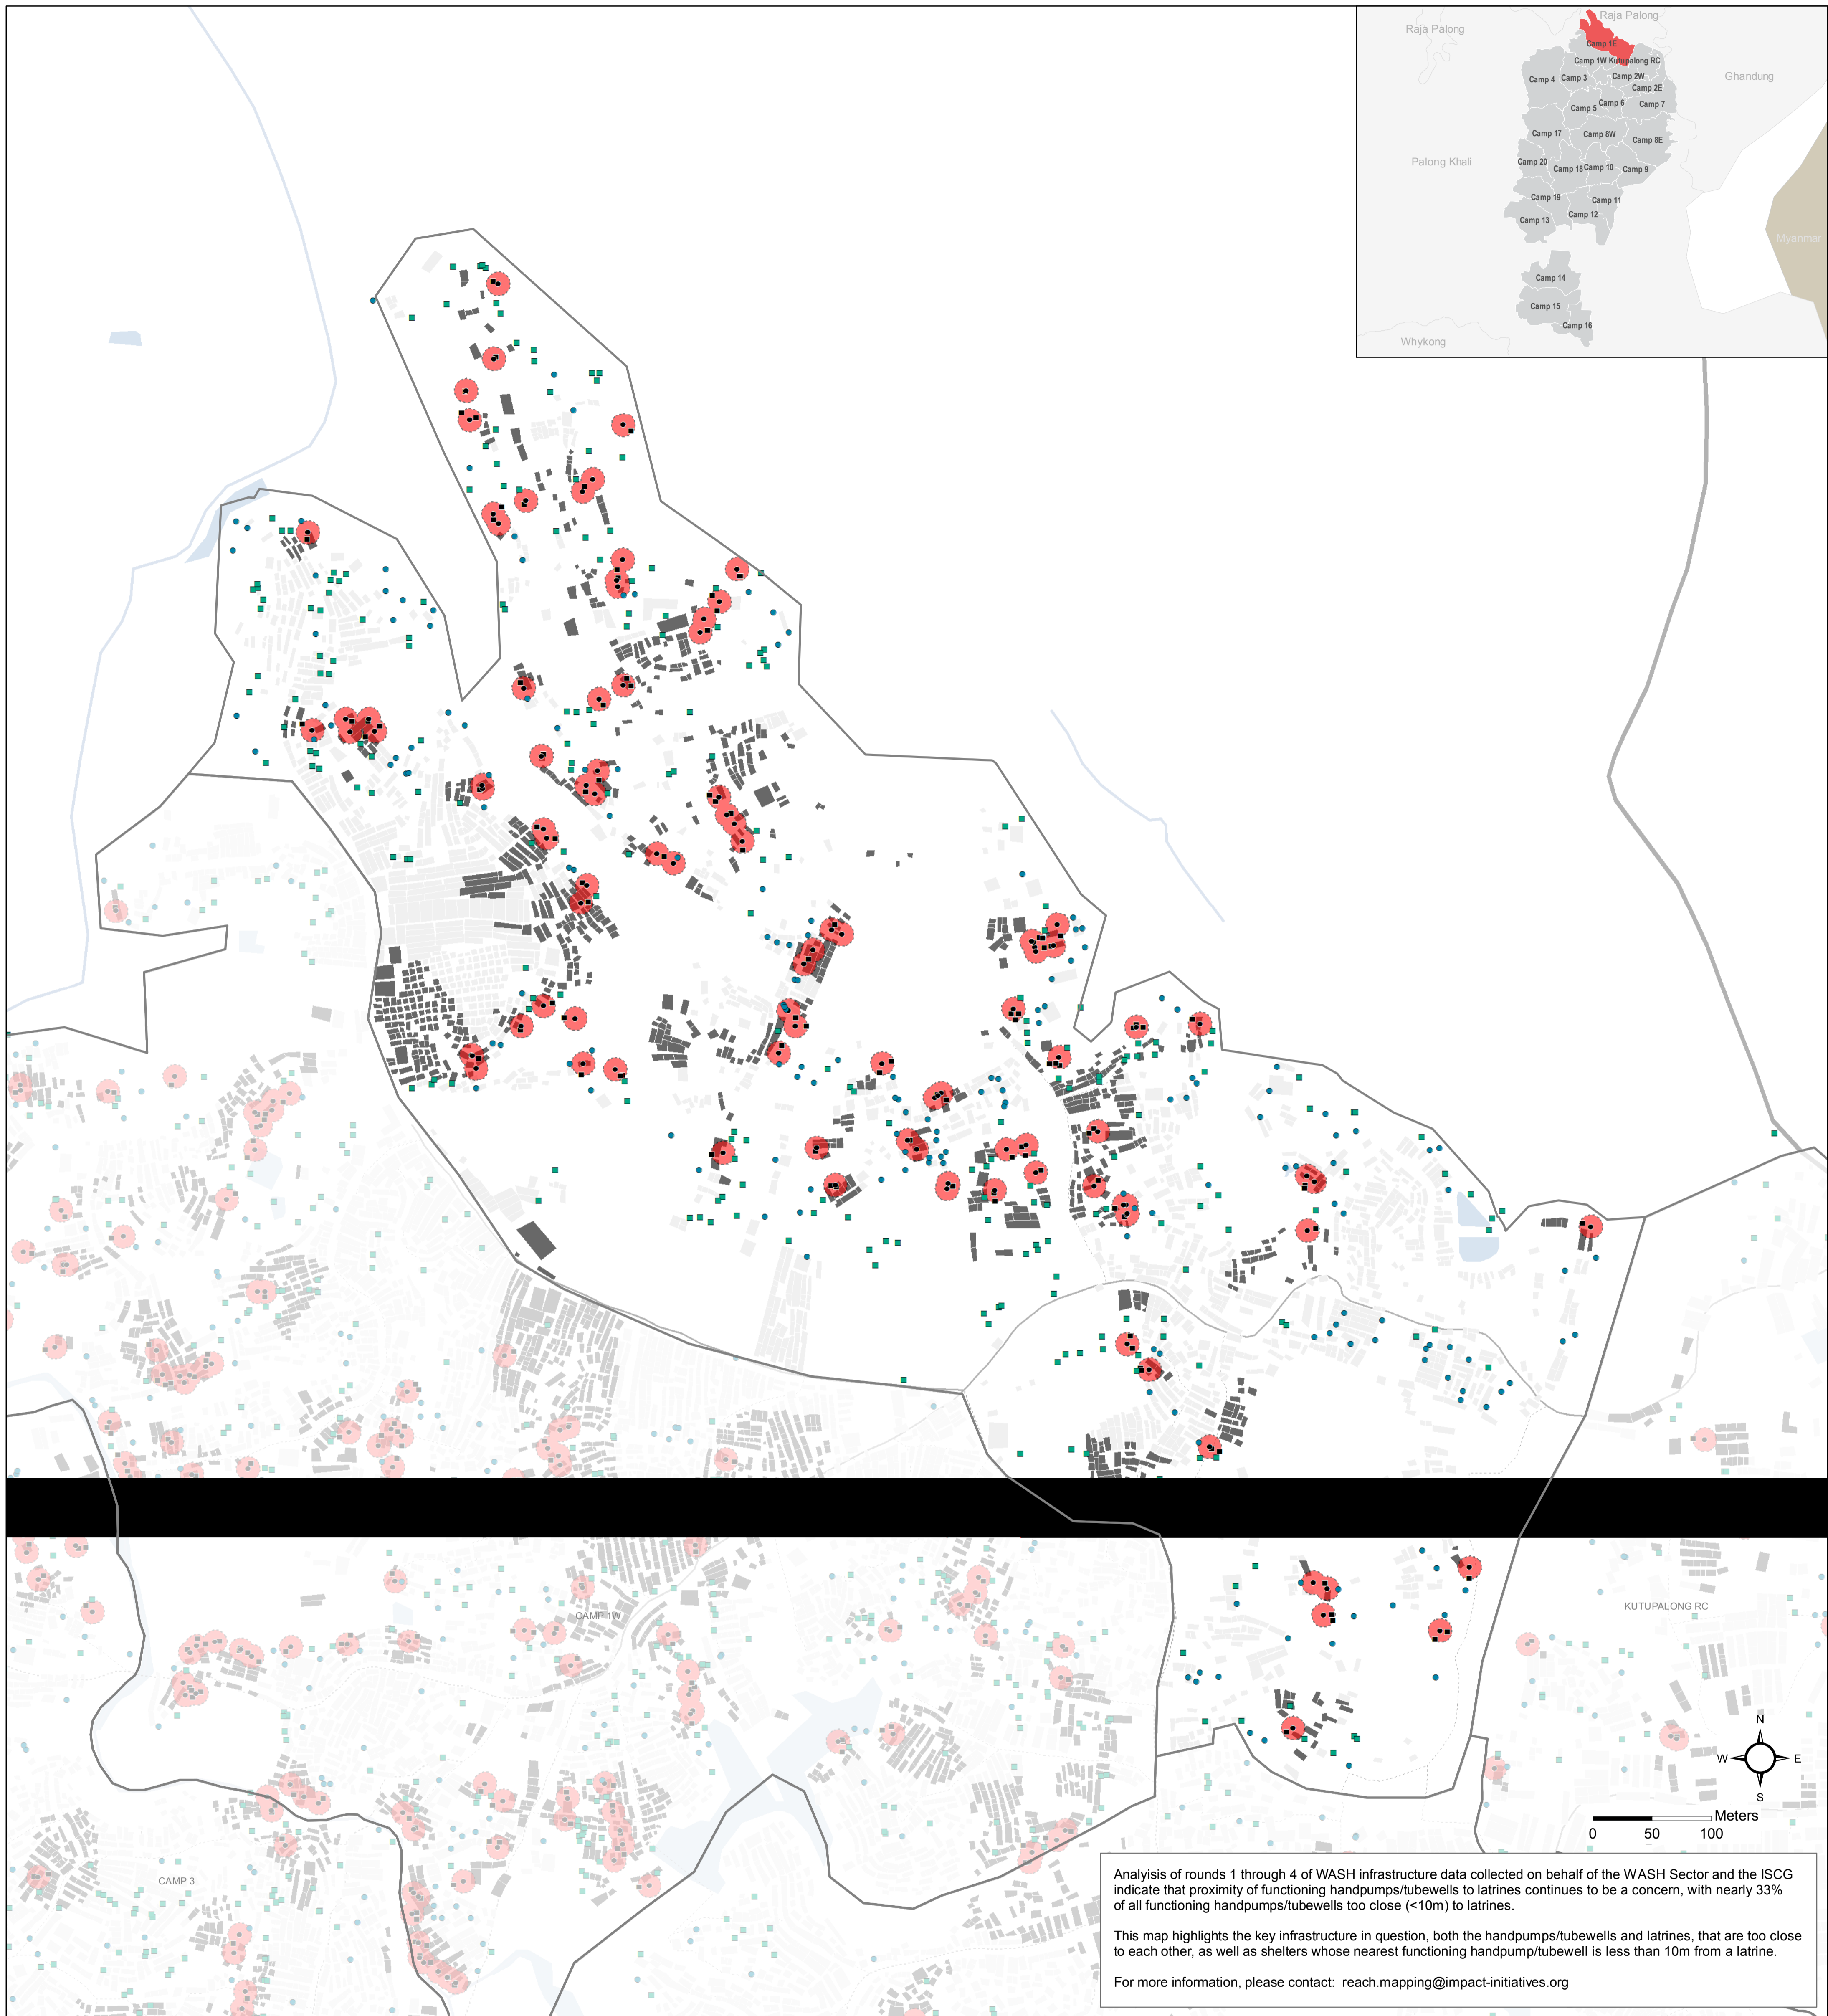 Raja Palong
Raja Palong
Camp 1E
Camp 1W
Kutupalong RC
Camp 4
Camp 3
Camp 2W
Ghandung
Camp 2E
Camp 5
Camp 6
Camp 7
Camp 17
Camp 8W
Camp 8E
Palong Khali
Camp 20
Camp 18
Camp 10
Camp 9
Camp 19
Camp 11
Camp 13
Camp 12
Myanmar
Camp 14
Camp 15
Camp 16
Whykong
CAMP 1W
KUTUPALONG RC
N
W
E
S
Meters
0
50
100
CAMP 3
Analyisis of rounds 1 through 4 of WASH infrastructure data collected on behalf of the WASH Sector and the ISCG
indicate that proximity of functioning handpumps/tubewells to latrines continues to be a concern, with nearly 33%
of all functioning handpumps/tubewells too close (<10m) to latrines.
This map highlights the key infrastructure in question, both the handpumps/tubewells and latrines, that are too close
to each other, as well as shelters whose nearest functioning handpump/tubewell is less than 10m from a latrine.
For more information, please contact: reach.mapping@impact-initiatives.org